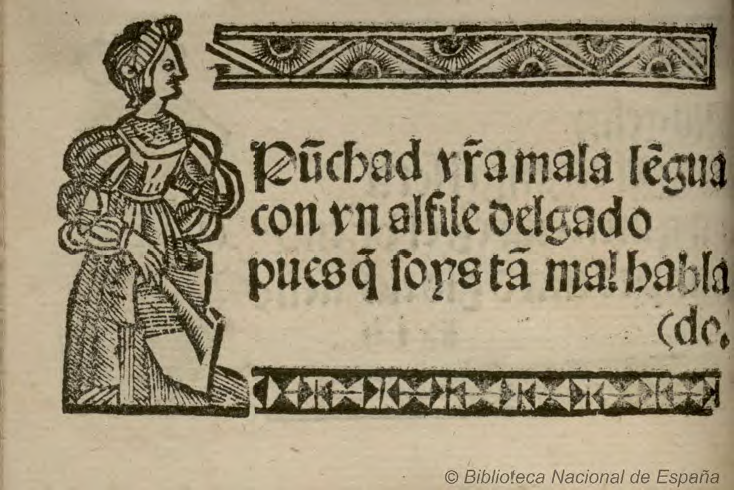 Pũchad vr̃a mala lẽgua
con vn alfile delgado
pues q̃ soys tã mal habla
(do.
© Biblioteca Nacional de España